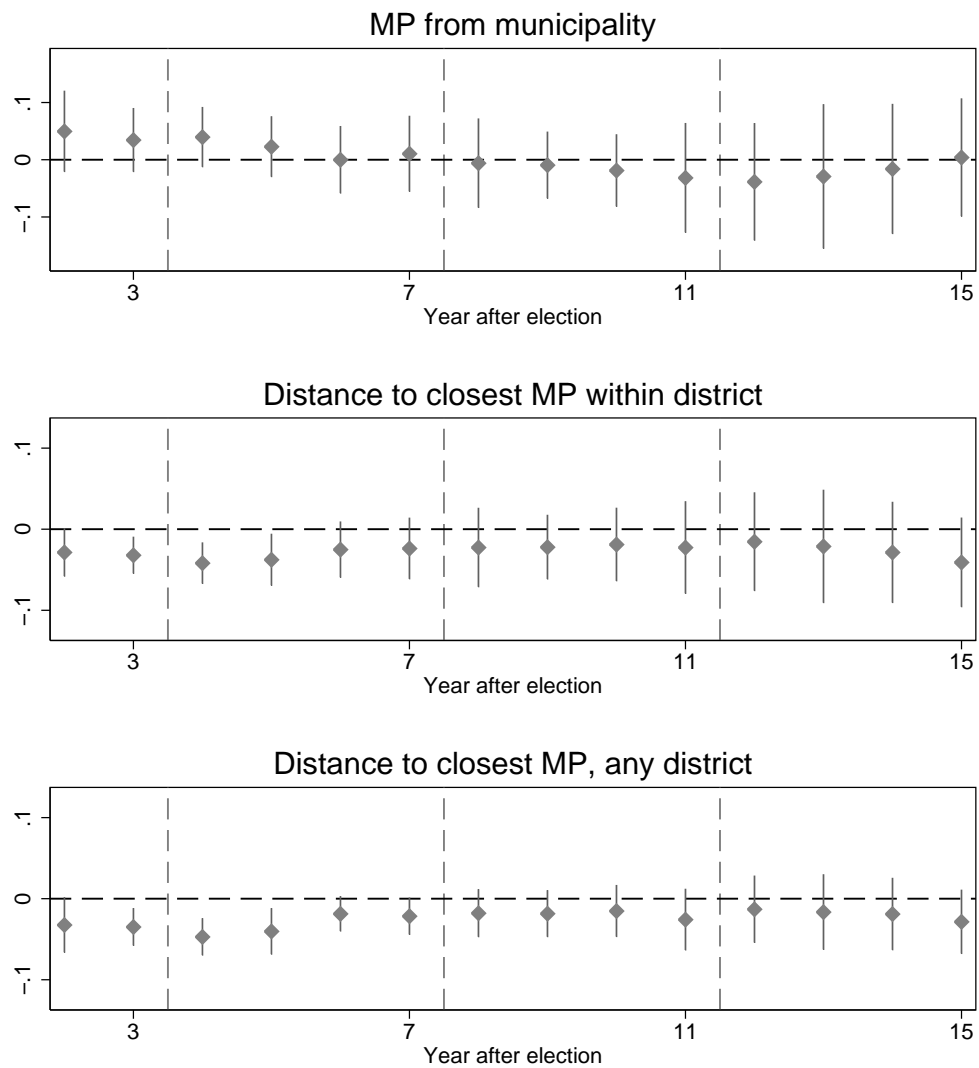 MP from municipality
.1
0
−.1
3 7 11 15
Year after election
Distance to closest MP within district
.1
0
−.1
3 7 11 15
Year after election
Distance to closest MP, any district
.1
0
−.1
3 7 11 15
Year after election